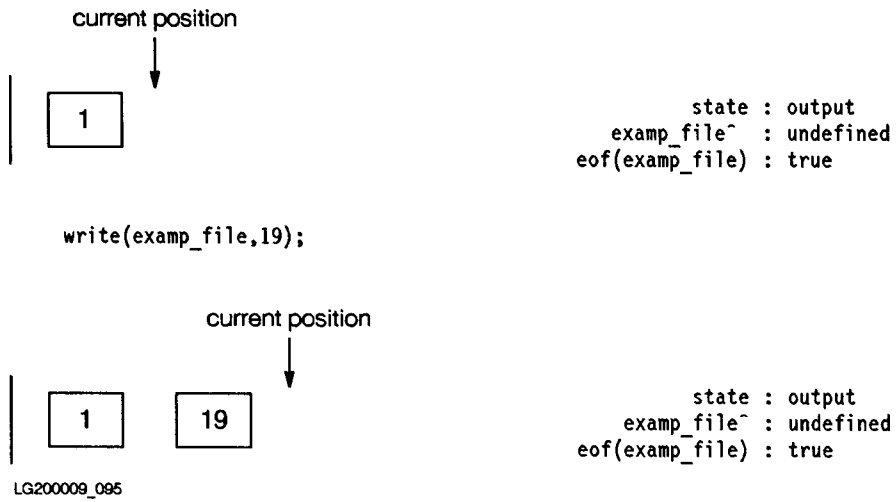 current position
1
state : output
examp_file^ : undefined
eof(examp_file) : true
write(examp_file,19);
current position
1 19
state : output
examp_file^ : undefined
eof(examp_file) : true
LG200009_095